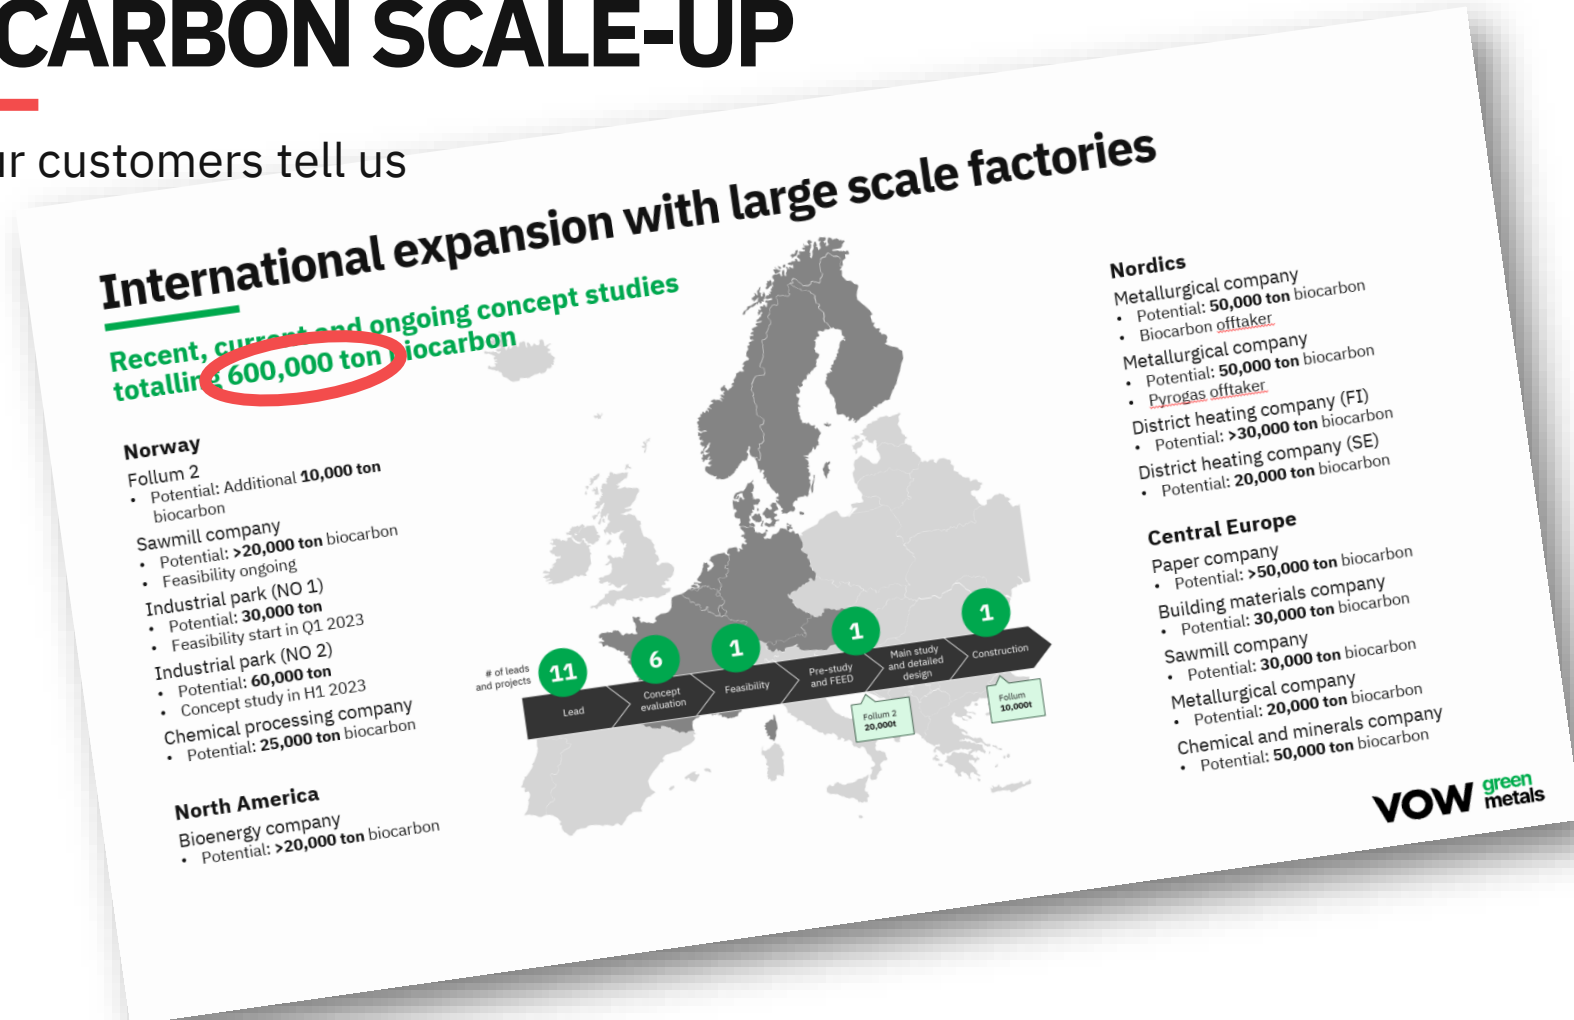 CARBON SCALE-UP
ur customers tell us
International expansion with large scale factories
Recent, current and ongoing concept studies
totalling 600,000 ton biocarbon
Norway
Follum 2
• Potential: Additional 10,000 ton
biocarbon
Sawmill company
• Potential: >20,000 ton biocarbon
• Feasibility ongoing
Industrial park (NO 1)
• Potential: 30,000 ton
• Feasibility start in Q1 2023
Industrial park (NO 2)
• Potential: 60,000 ton
• Concept study in H1 2023
Chemical processing company
• Potential: 25,000 ton biocarbon
North America
Bioenergy company
• Potential: >20,000 ton biocarbon
# of leads
and projects
11
6
1
1
1
Lead
Concept
evaluation
Feasibility
Pre-study
and FEED
Main study
and detailed
design
Construction
Follum 2
20,000t
Follum
10,000t
Nordics
Metallurgical company
• Potential: 50,000 ton biocarbon
• Biocarbon offtaker
Metallurgical company
• Potential: 50,000 ton biocarbon
• Pyrogas offtaker
District heating company (FI)
• Potential: >30,000 ton biocarbon
District heating company (SE)
• Potential: 20,000 ton biocarbon
Central Europe
Paper company
• Potential: >50,000 ton biocarbon
Building materials company
• Potential: 30,000 ton biocarbon
Sawmill company
• Potential: 30,000 ton biocarbon
Metallurgical company
• Potential: 20,000 ton biocarbon
Chemical and minerals company
• Potential: 50,000 ton biocarbon
VOW green
metals